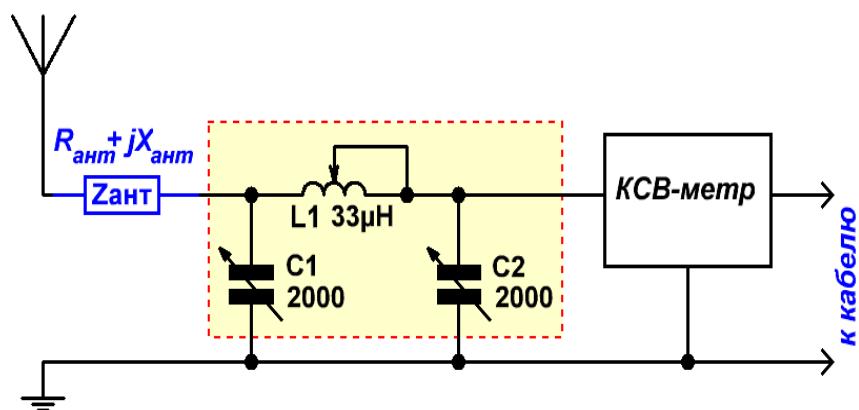 Rант+ jXант
Zант
L1 33µH
C1
2000
C2
2000
КСВ-метр
к кабелю